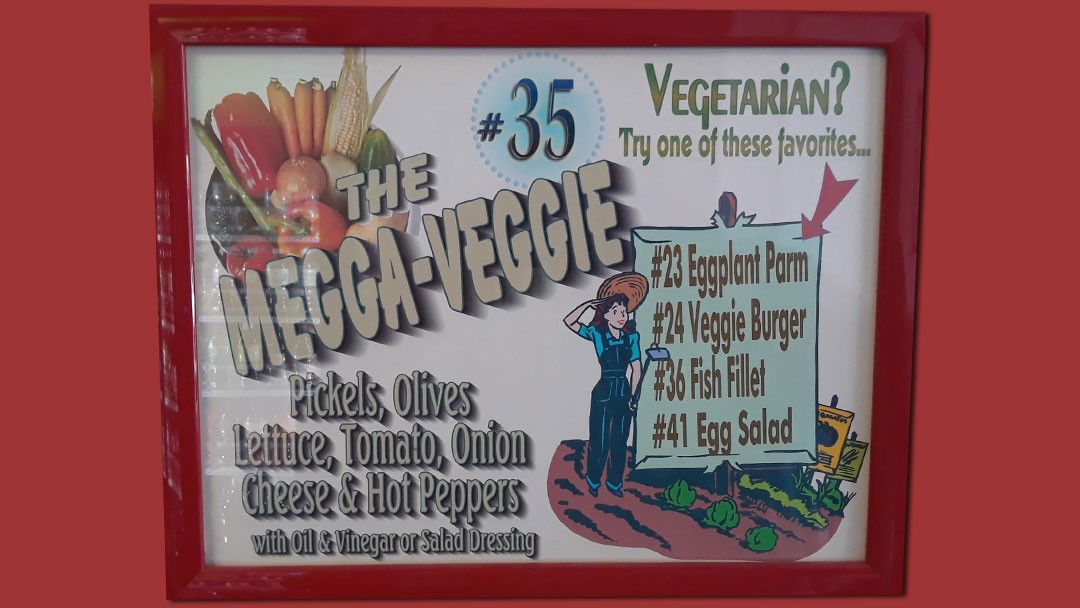 #35
THE
MEGGA-VEGGIE
Pickels, Olives
Lettuce, Tomato, Onion
Cheese & Hot Peppers
with Oil & Vinegar or Salad Dressing
VEGETARiAN?
Try one of these favorites...
#23 Eggplant Parm
#24 Veggie Burger
#36 Fish Fillet
#41 Egg Salad